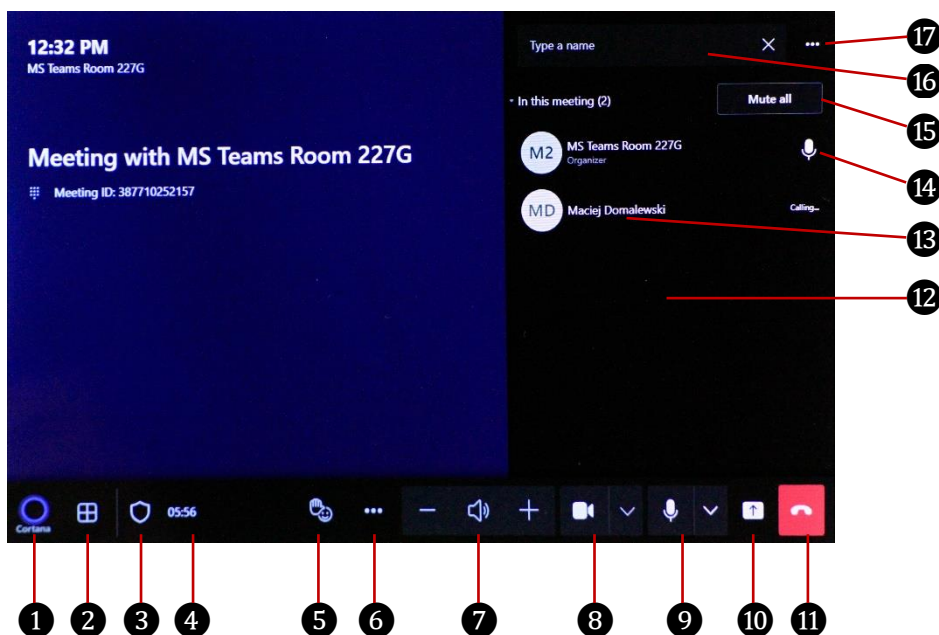 12:32 PM
MS Teams Room 227G
Meeting with MS Teams Room 227G
Meeting ID: 387710252157
Type a name
In this meeting (2)
Mute all
M2
MS Teams Room 227G
Organizer
MD
Maciej Domalewski
Calling...
Cortana
05:56
1
2
3
4
5
6
7
8
9
10
11
12
13
14
15
16
17